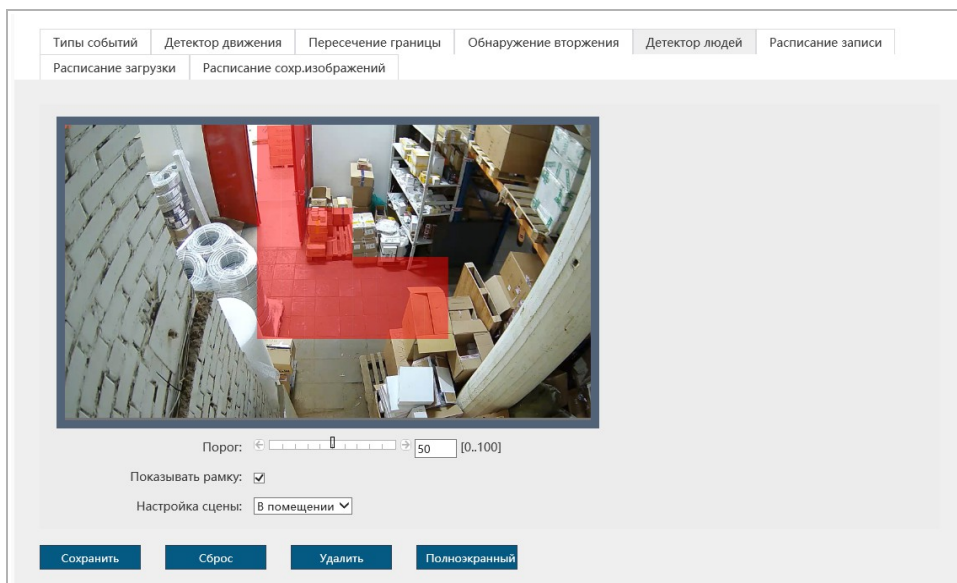 Типы событий Детектор движения Пересечение границы Обнаружение вторжения Детектор людей Расписание записи
Расписание загрузки Расписание сохр.изображений
Порог: 50 [0..100]
Показывать рамку:
Настройка сцены: В помещении
Сохранить Сброс Удалить Полноэкранный